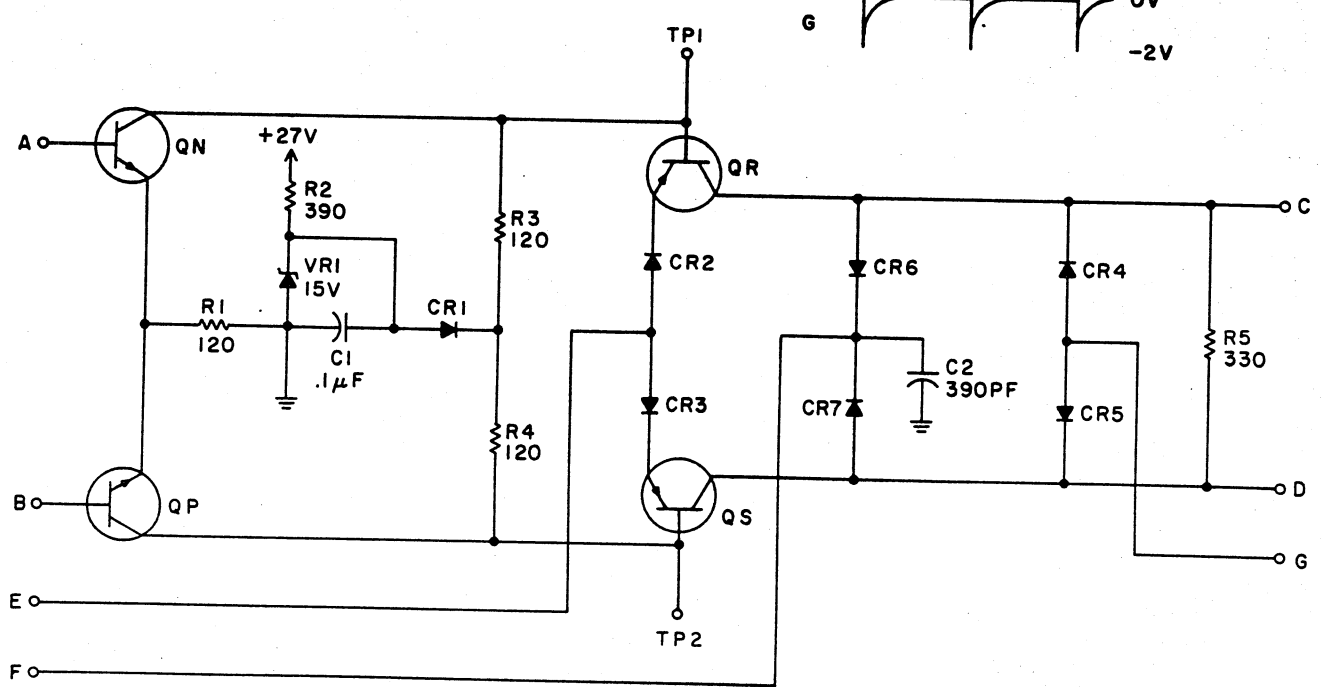 G
0V
-2V
TP1
A
QN
+27V
R2
390
QR
C
R3
120
CR2
CR6
CR4
VR1
15V
R1
120
CR1
C1
.1µF
R5
330
C2
390PF
CR3
CR7
CR5
R4
120
B
QP
QS
D
G
E
TP2
F